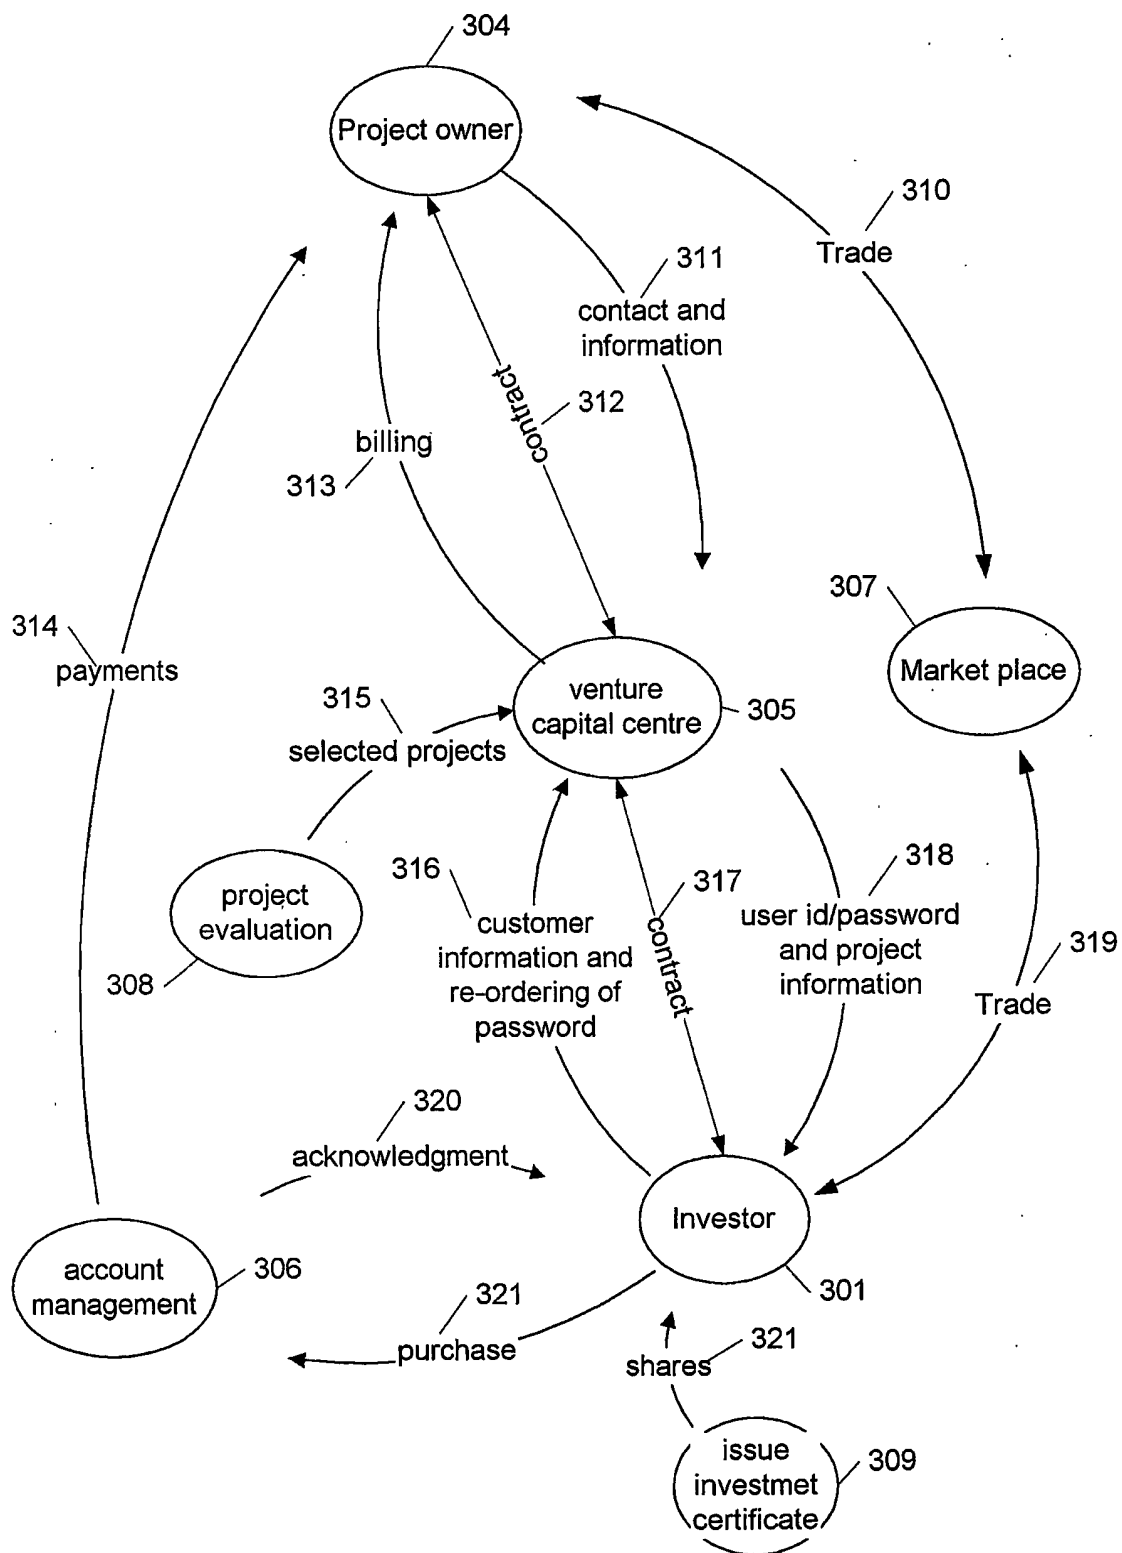 304
Project owner
310
Trade
311
contact and
information
contract
312
billing
313
307
Market place
314
payments
venture
capital centre
305
315
selected projects
316
customer
information and
re-ordering of
password
317
contract
318
user id/password
and project
information
319
Trade
project
evaluation
308
320
acknowledgment
Investor
301
account
management
306
321
purchase
321
shares
issue
investmet
certificate
309